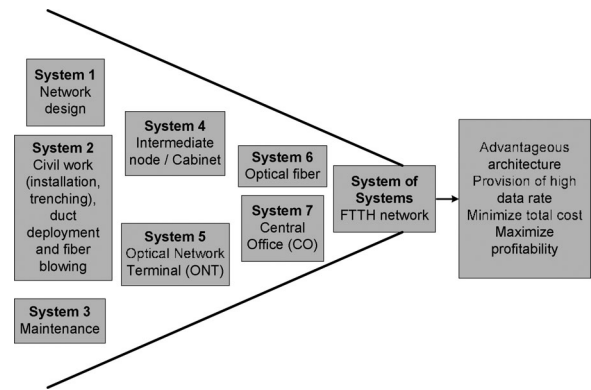 System 1
Network
design
System 2
Civil work
(installation,
trenching),
duct
deployment
and fiber
blowing
System 3
Maintenance
System 4
Intermediate
node / Cabinet
System 5
Optical Network
Terminal (ONT)
System 6
Optical fiber
System 7
Central
Office (CO)
System of
Systems
FTTH network
Advantageous
architecture
Provision of high
data rate
Minimize total cost
Maximize
profitability